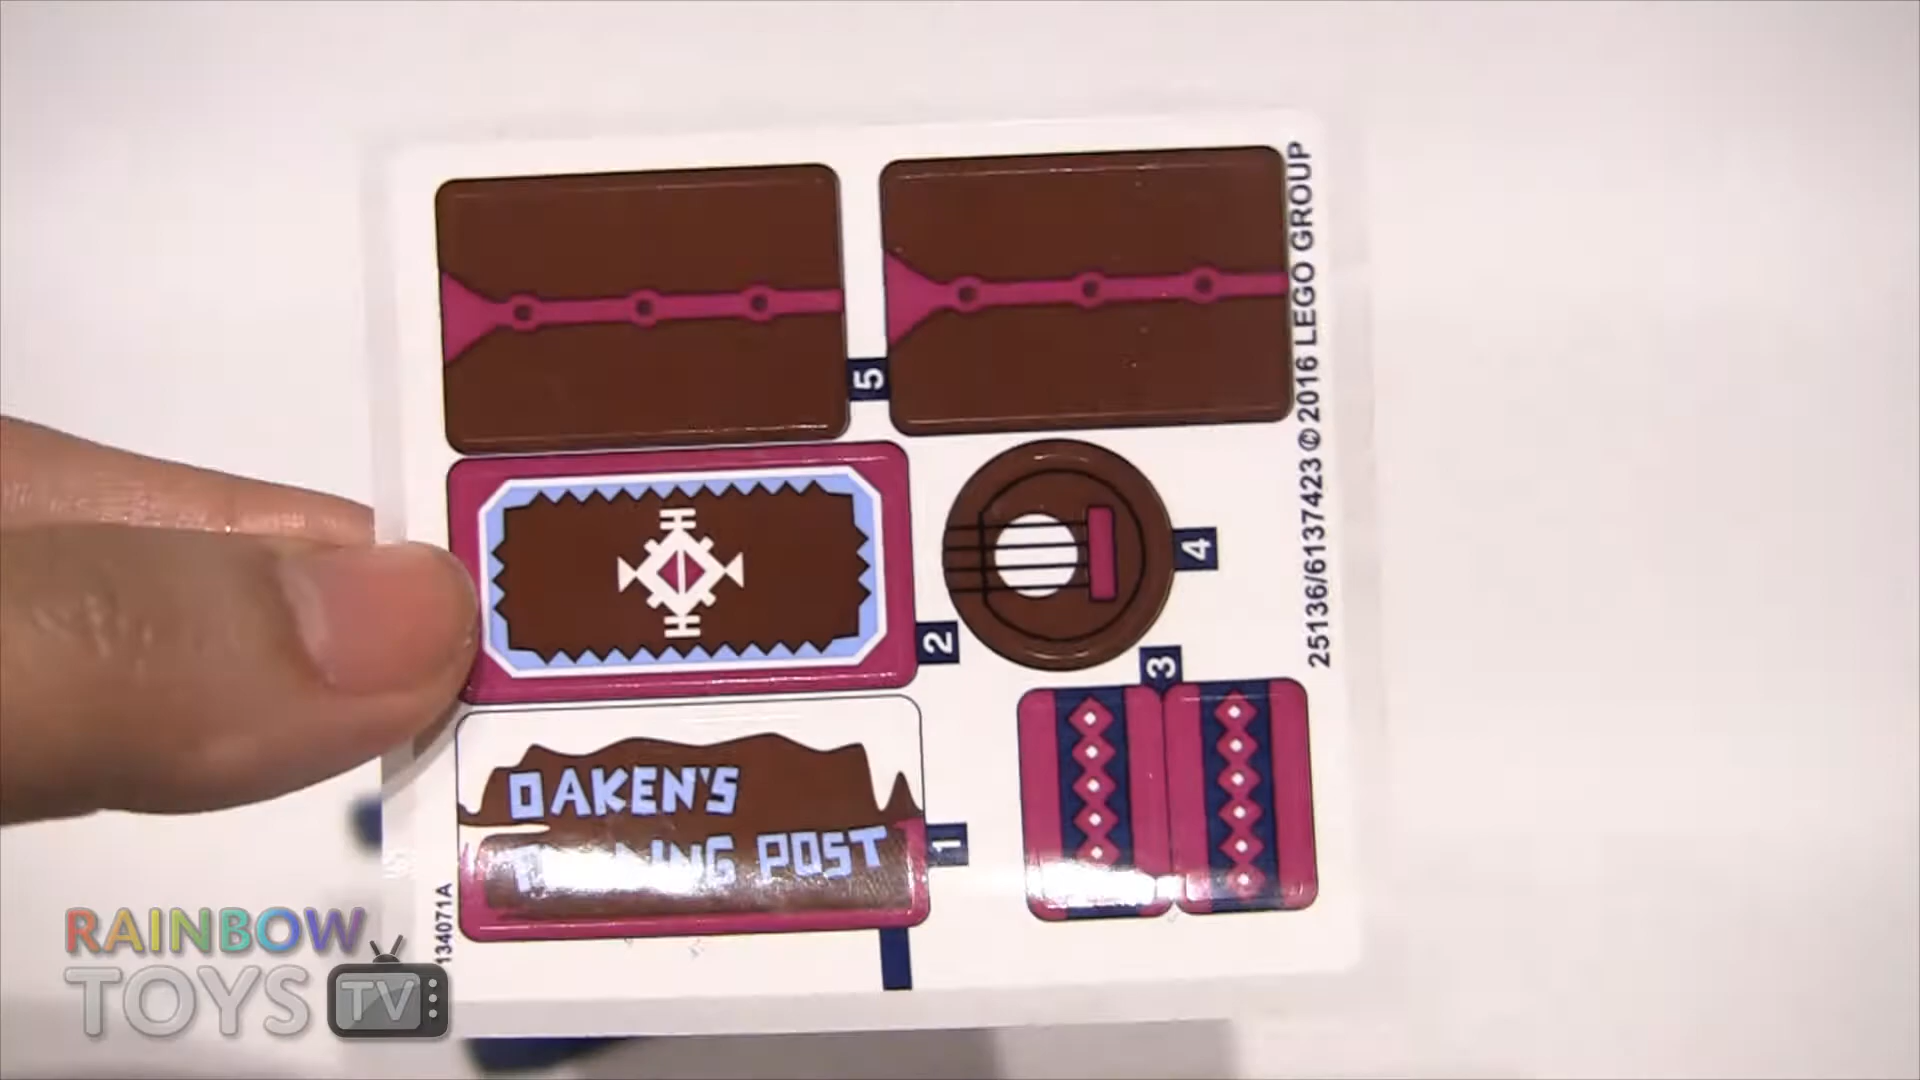 5
25136/6137423 © 2016 LEGO GROUP
4
2
3
OAKEN'S
POST
1
134071A
RAINBOW
TOYS TV